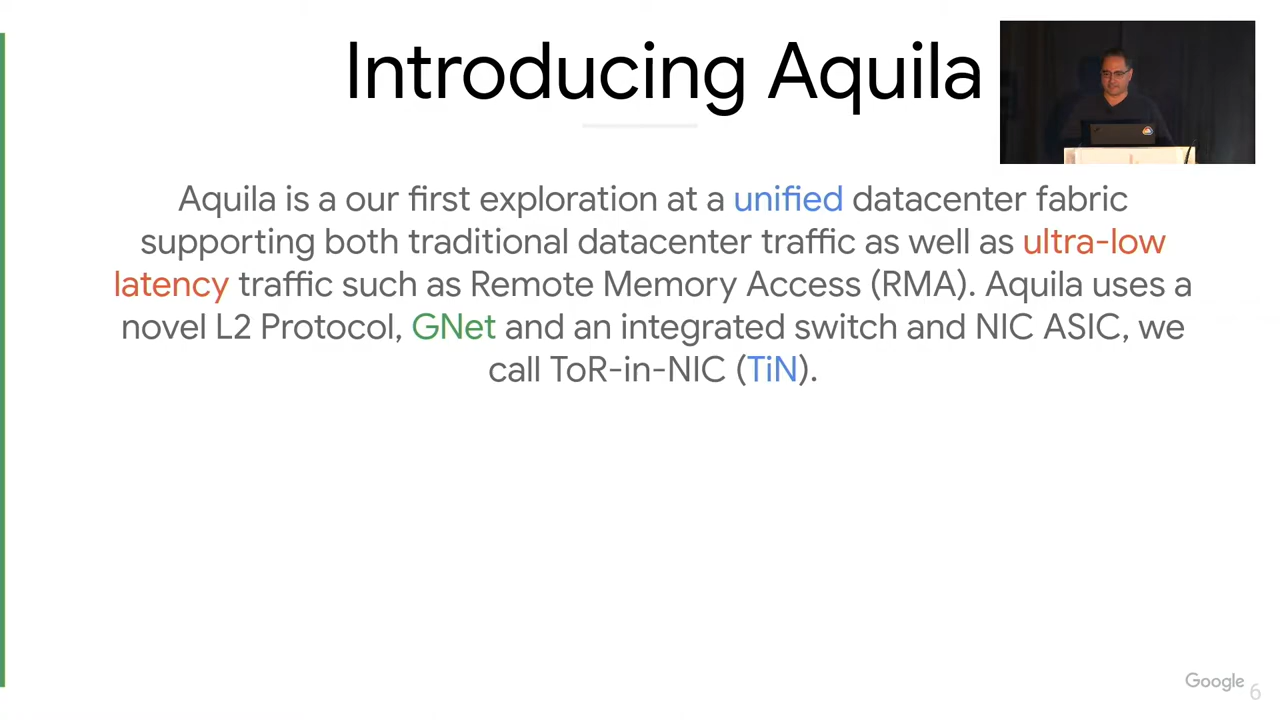 Introducing Aquila
Aquila is a our first exploration at a unified datacenter fabric
supporting both traditional datacenter traffic as well as ultra-low
latency traffic such as Remote Memory Access (RMA). Aquila uses a
novel L2 Protocol, GNet and an integrated switch and NIC ASIC, we
call ToR-in-NIC (TiN).
Google
6